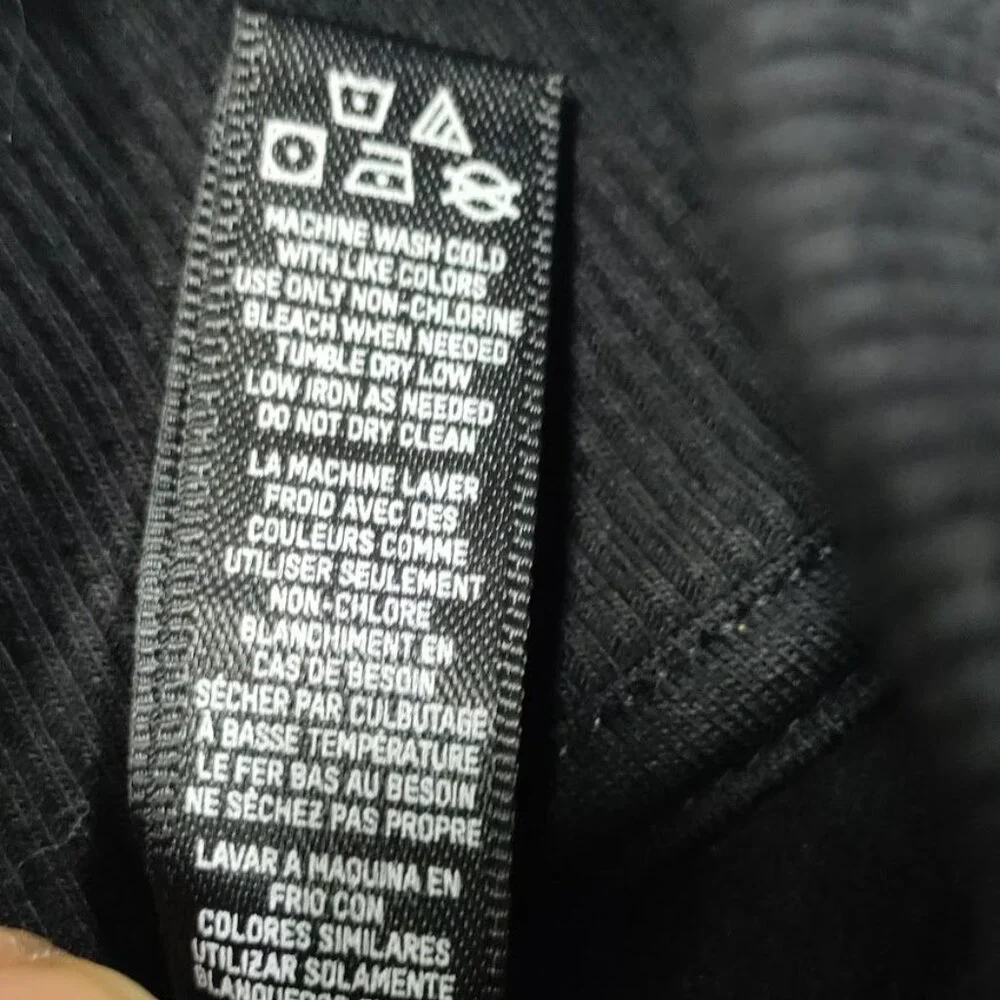 MACHINE WASH COLD
WITH LIKE COLORS
USE ONLY NON-CHLORINE
BLEACH WHEN NEEDED
TUMBLE DRY LOW
LOW IRON AS NEEDED
DO NOT DRY CLEAN
LA MACHINE LAVER
FROID AVEC DES
COULEURS COMME
UTILISER SEULEMENT
NON-CHLORE
BLANCHIMENT EN
CAS DE BESOIN
SÉCHER PAR CULBUTAGE
À BASSE TEMPÉRATURE
LE FER BAS AU BESOIN
NE SÉCHEZ PAS PROPRE
LAVAR A MAQUINA EN
FRIO CON
COLORES SIMILARES
UTILIZAR SOLAMENTE